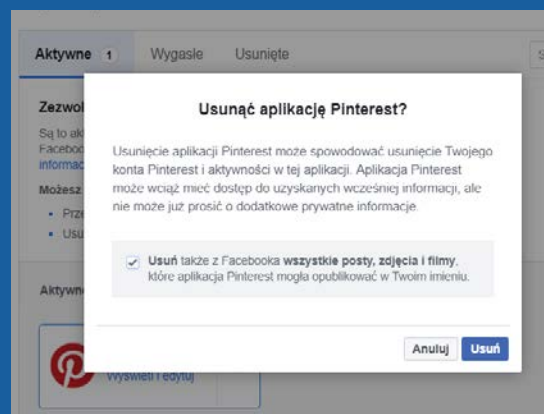 Aktywne 1 Wygasłe Usunięte S
Zezwol
Są to ak
Faceboo
informac
Możesz
Prze
Usu
Aktywn
Usunąć aplikację Pinterest?
Usunięcie aplikacji Pinterest może spowodować usunięcie Twojego
konta Pinterest i aktywności w tej aplikacji. Aplikacja Pinterest
może wciąż mieć dostęp do uzyskanych wcześniej informacji, ale
nie może już prosić o dodatkowe prywatne informacje.
Usuń także z Facebooka wszystkie posty, zdjęcia i filmy,
które aplikacja Pinterest mogła opublikować w Twoim imieniu.
Anuluj Usuń
Wyświetl i edytuj